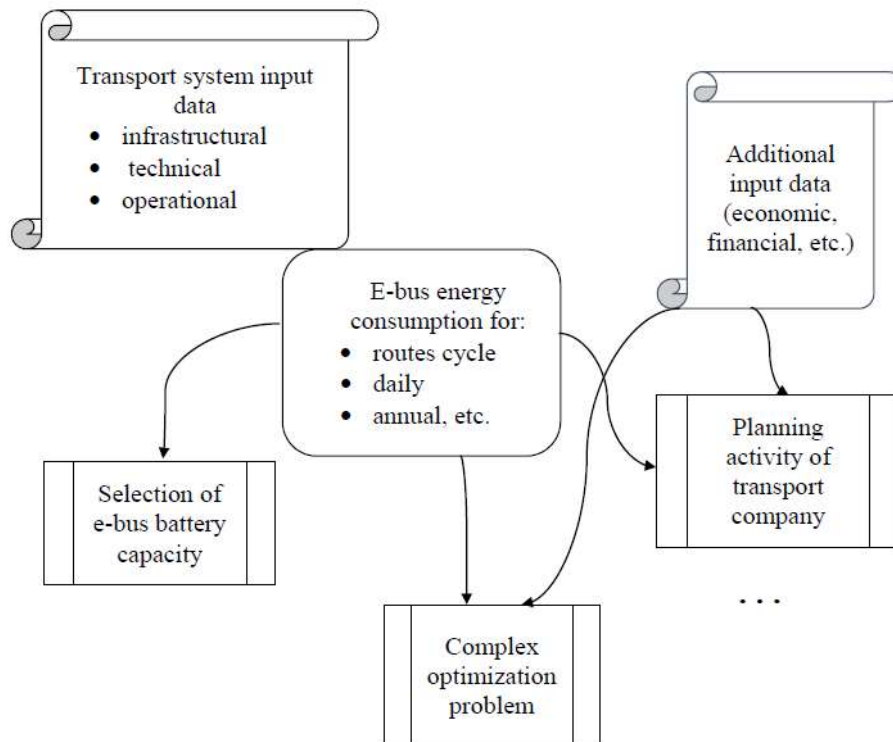 Transport system input
data
• infrastructural
• technical
• operational
Additional
input data
(economic,
financial, etc.)
E-bus energy
consumption for:
• routes cycle
• daily
• annual, etc.
Selection of
e-bus battery
capacity
Planning
activity of
transport
company
Complex
optimization
problem
...